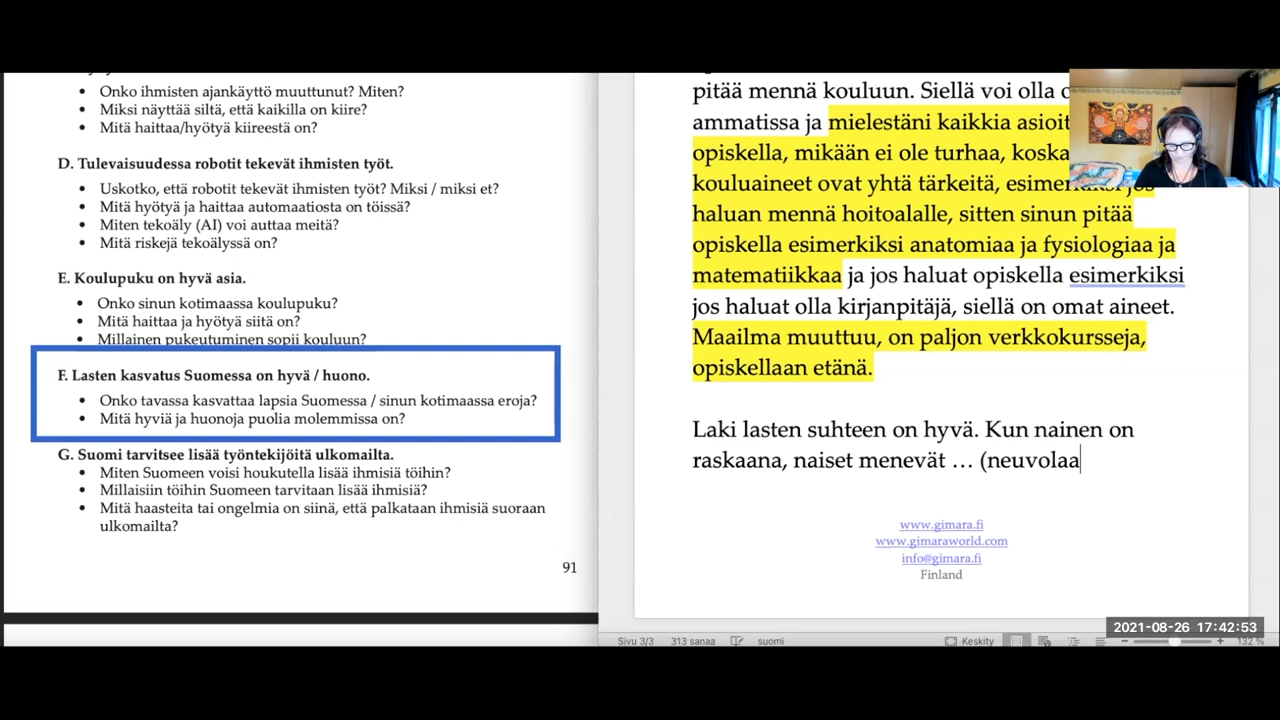 Onko ihmisten ajankäyttö muuttunut? Miten?
Miksi näyttää siltä, että kaikilla on kiire?
Mitä haittaa/hyötyä kiireestä on?
D. Tulevaisuudessa robotit tekevät ihmisten työt.
Uskotko, että robotit tekevät ihmisten työt? Miksi / miksi et?
Mitä hyötyä ja haittaa automaatiosta on töissä?
Miten tekoäly (AI) voi auttaa meitä?
Mitä riskejä tekoälyssä on?
E. Koulupuku on hyvä asia.
Onko sinun kotimaassa koulupuku?
Mitä haittaa ja hyötyä siitä on?
Millainen pukeutuminen sopii kouluun?
F. Lasten kasvatus Suomessa on hyvä / huono.
Onko tavassa kasvattaa lapsia Suomessa / sinun kotimaassa eroja?
Mitä hyviä ja huonoja puolia molemmissa on?
G. Suomi tarvitsee lisää työntekijöitä ulkomailta.
Miten Suomeen voisi houkutella lisää ihmisiä töihin?
Millaisiin töihin Suomeen tarvitaan lisää ihmisiä?
Mitä haasteita tai ongelmia on siinä, että palkataan ihmisiä suoraan
ulkomailta?
91
pitää mennä kouluun. Siellä voi olla
ammatissa ja mielestäni kaikkia
opiskella, mikään ei ole turhaa, koska
kouluaineet ovat yhtä tärkeitä, esimerkiksi jos
haluan mennä hoitoalalle, sitten sinun pitää
opiskella esimerkiksi anatomiaa ja fysiologiaa ja
matematiikkaa ja jos haluat opiskella esimerkiksi
jos haluat olla kirjanpitäjä, siellä on omat aineet.
Maailma muuttuu, on paljon verkkokursseja,
opiskellaan etänä.
Laki lasten suhteen on hyvä. Kun nainen on
raskaana, naiset menevät … (neuvolaa
www.gimara.fi
www.gimaraworld.com
info@gimara.fi
Finland
2021-08-26 17:42:53
Sivu 3/3 313 sanaa suomi Keskity 132 %